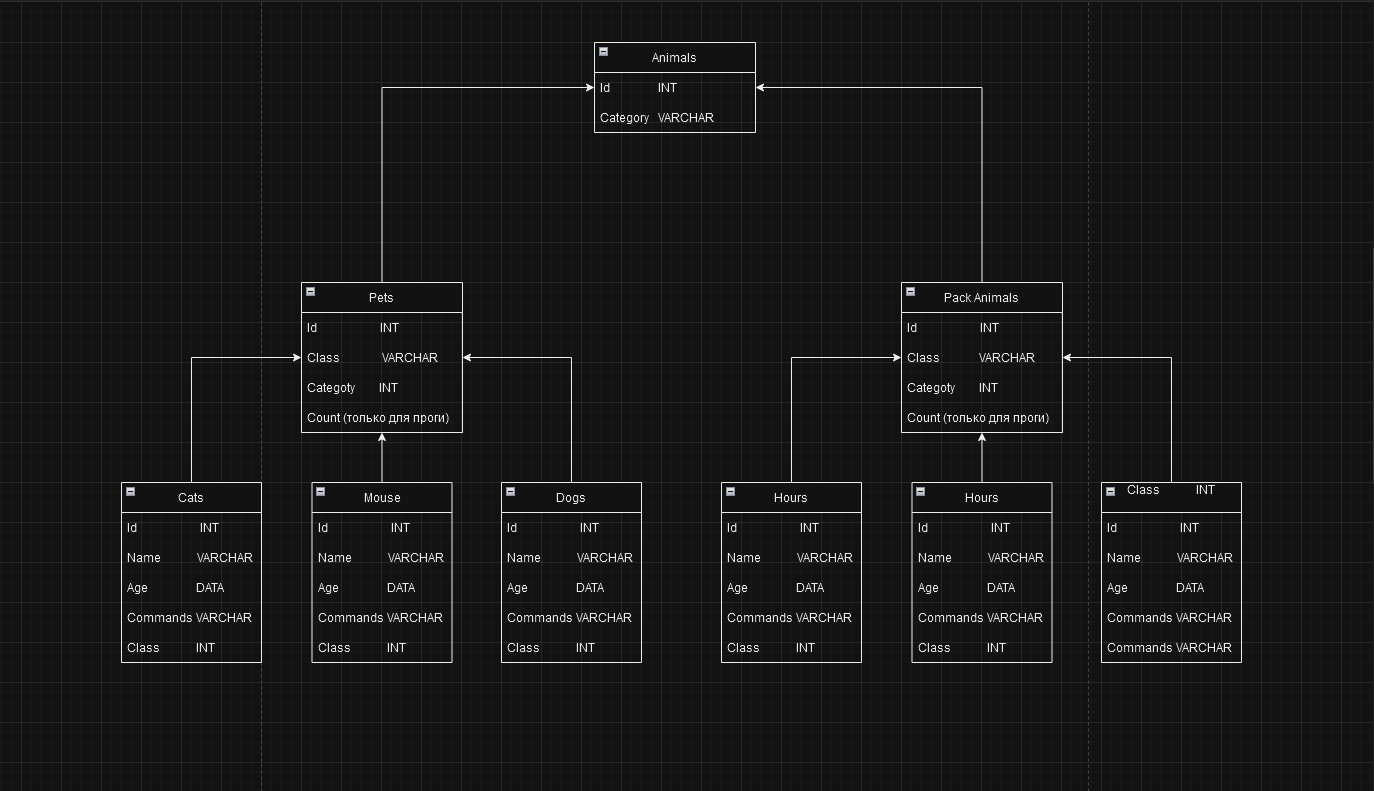 Animals
Id INT
Category VARCHAR
Pets
Id INT
Class VARCHAR
Categoty INT
Count (только для проги)
Pack Animals
Id INT
Class VARCHAR
Categoty INT
Count (только для проги)
Cats
Id INT
Name VARCHAR
Age DATA
Commands VARCHAR
Class INT
Mouse
Id INT
Name VARCHAR
Age DATA
Commands VARCHAR
Class INT
Dogs
Id INT
Name VARCHAR
Age DATA
Commands VARCHAR
Class INT
Hours
Id INT
Name VARCHAR
Age DATA
Commands VARCHAR
Class INT
Hours
Id INT
Name VARCHAR
Age DATA
Commands VARCHAR
Class INT
Class INT
Id INT
Name VARCHAR
Age DATA
Commands VARCHAR
Commands VARCHAR